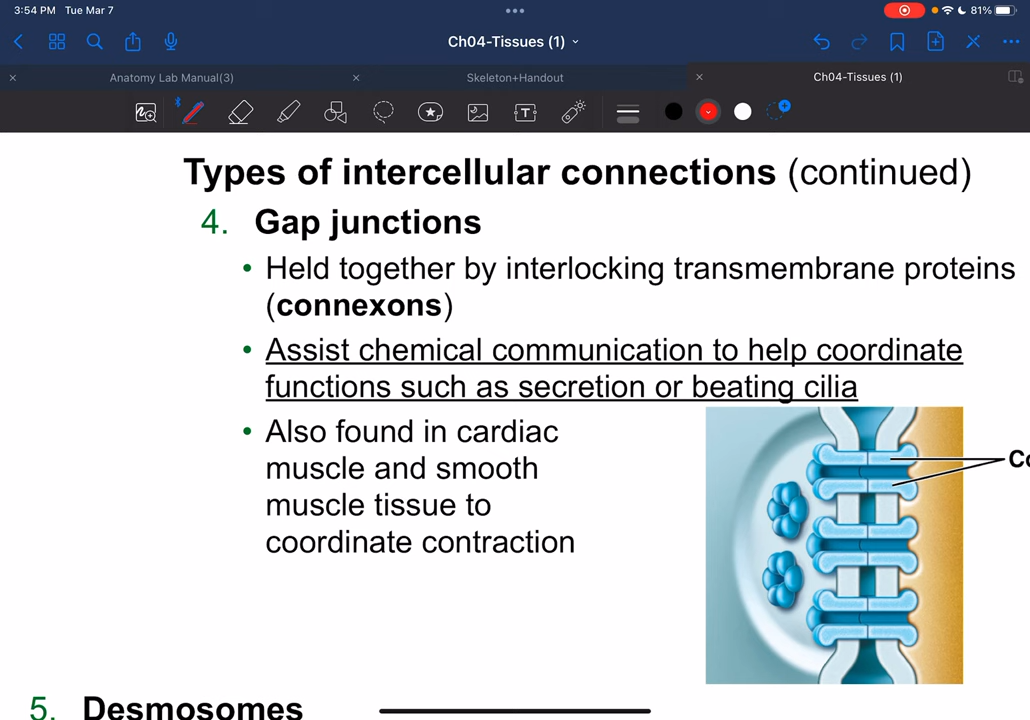 3:54 PM Tue Mar 7
81%
Ch04-Tissues (1)
Anatomy Lab Manual(3)
Skeleton+Handout
Ch04-Tissues (1)
Types of intercellular connections (continued)
4. Gap junctions
• Held together by interlocking transmembrane proteins
(connexons)
• Assist chemical communication to help coordinate
functions such as secretion or beating cilia
• Also found in cardiac
muscle and smooth
muscle tissue to
coordinate contraction
5. Desmosomes